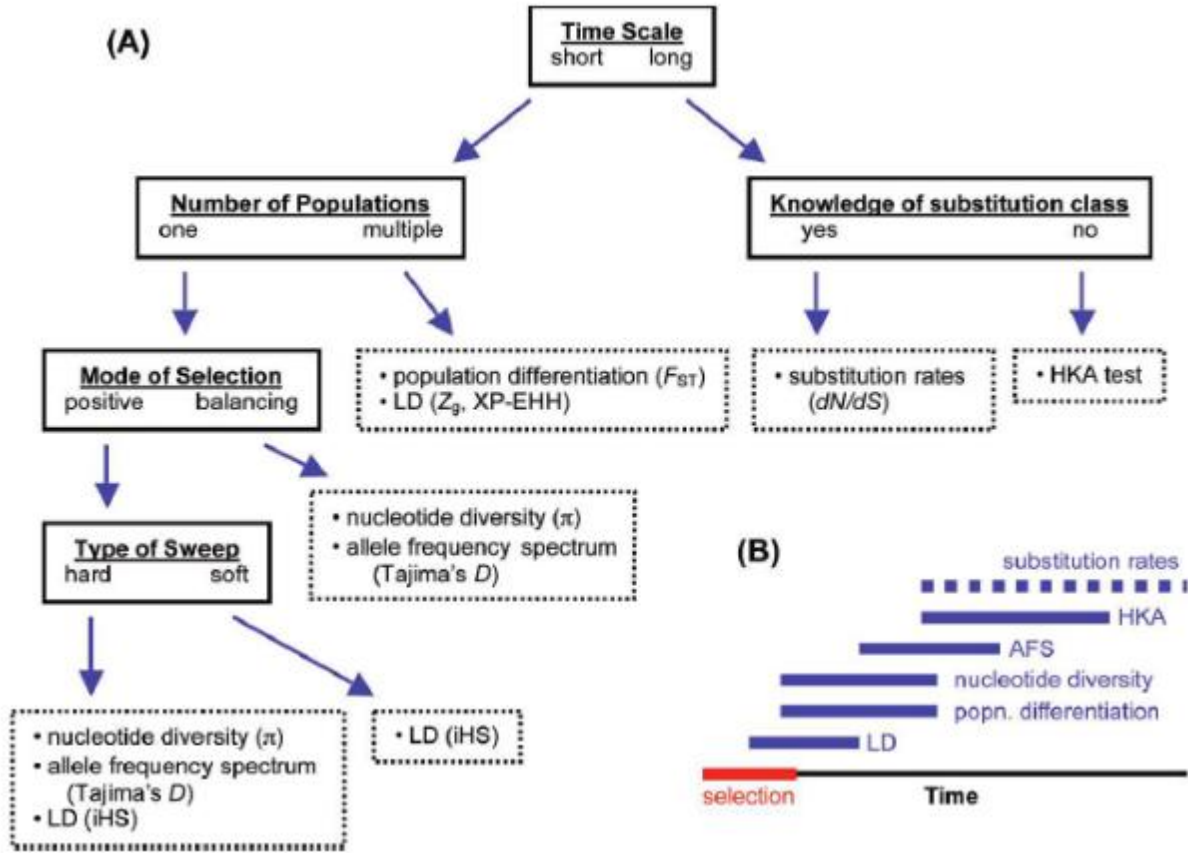 (A)
Time Scale
short long
Number of Populations
one multiple
Knowledge of substitution class
yes no
Mode of Selection
positive balancing
• population differentiation (FST)
• LD (Zg, XP-EHH)
• substitution rates
(dN/dS)
• HKA test
• nucleotide diversity (π)
• allele frequency spectrum
(Tajima's D)
Type of Sweep
hard soft
• nucleotide diversity (π)
• allele frequency spectrum
(Tajima's D)
• LD (iHS)
• LD (iHS)
(B)
substitution rates
HKA
AFS
nucleotide diversity
popn. differentiation
LD
selection Time